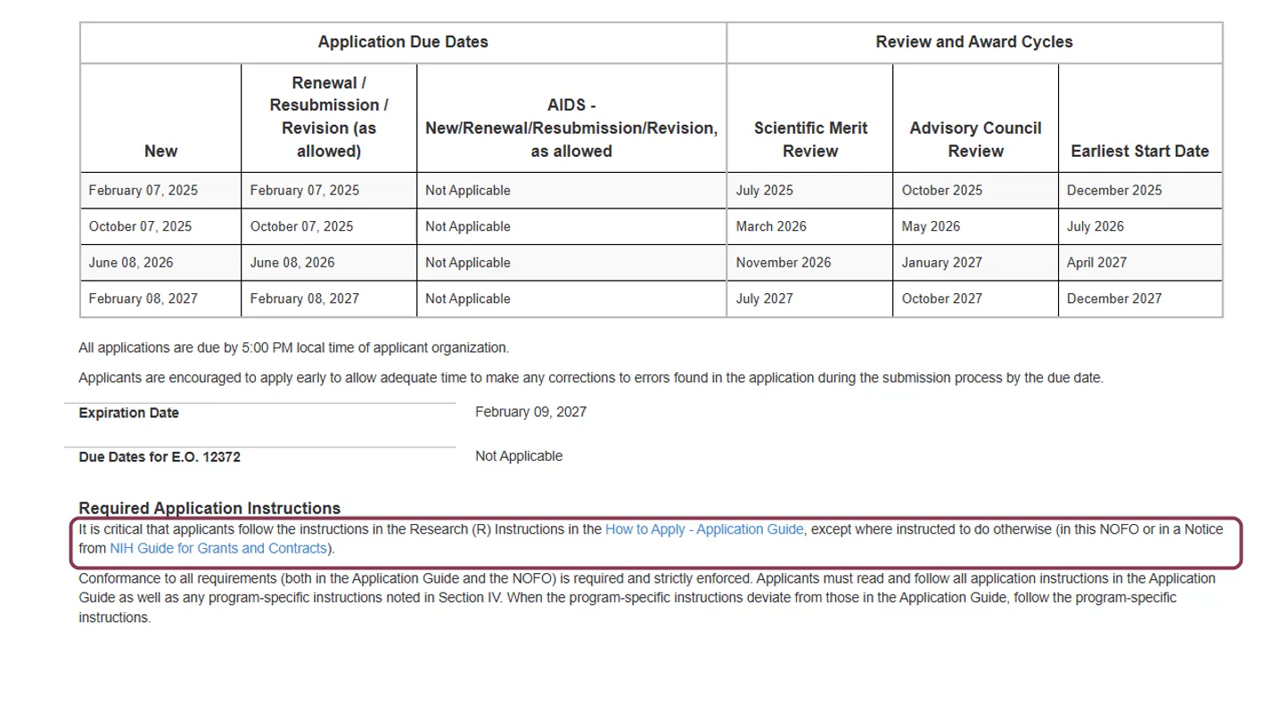 Application Due Dates
Review and Award Cycles
New
Renewal /
Resubmission /
Revision (as
allowed)
AIDS -
New/Renewal/Resubmission/Revision,
as allowed
Scientific Merit
Review
Advisory Council
Review
Earliest Start Date
February 07, 2025 February 07, 2025 Not Applicable July 2025 October 2025 December 2025
October 07, 2025 October 07, 2025 Not Applicable March 2026 May 2026 July 2026
June 08, 2026 June 08, 2026 Not Applicable November 2026 January 2027 April 2027
February 08, 2027 February 08, 2027 Not Applicable July 2027 October 2027 December 2027
All applications are due by 5:00 PM local time of applicant organization.
Applicants are encouraged to apply early to allow adequate time to make any corrections to errors found in the application during the submission process by the due date.
Expiration Date February 09, 2027
Due Dates for E.O. 12372 Not Applicable
Required Application Instructions
It is critical that applicants follow the instructions in the Research (R) Instructions in the How to Apply - Application Guide, except where instructed to do otherwise (in this NOFO or in a Notice
from NIH Guide for Grants and Contracts).
Conformance to all requirements (both in the Application Guide and the NOFO) is required and strictly enforced. Applicants must read and follow all application instructions in the Application
Guide as well as any program-specific instructions noted in Section IV. When the program-specific instructions deviate from those in the Application Guide, follow the program-specific
instructions.